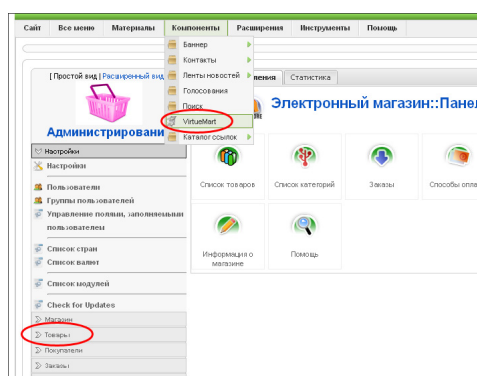 Сайт Все меню Материалы Компоненты Расширения Инструменты Помощь
Баннер
Контакты
Ленты новостей
Голосования
Поиск
VirtueMart
Каталог ссылок
[ Простой вид | Расширенный вид
Статистика
Администрировани
Электронный магазин::Пане
Настройки
Настройки
Пользователи
Группы пользователей
Управление полями, заполняемыми
пользователем
Список стран
Список валют
Список модулей
Check for Updates
Магазин
Товары
Покупатели
Заказы
Список товаров Список категорий Заказы Способы опла
Информация о
магазине
Помощь